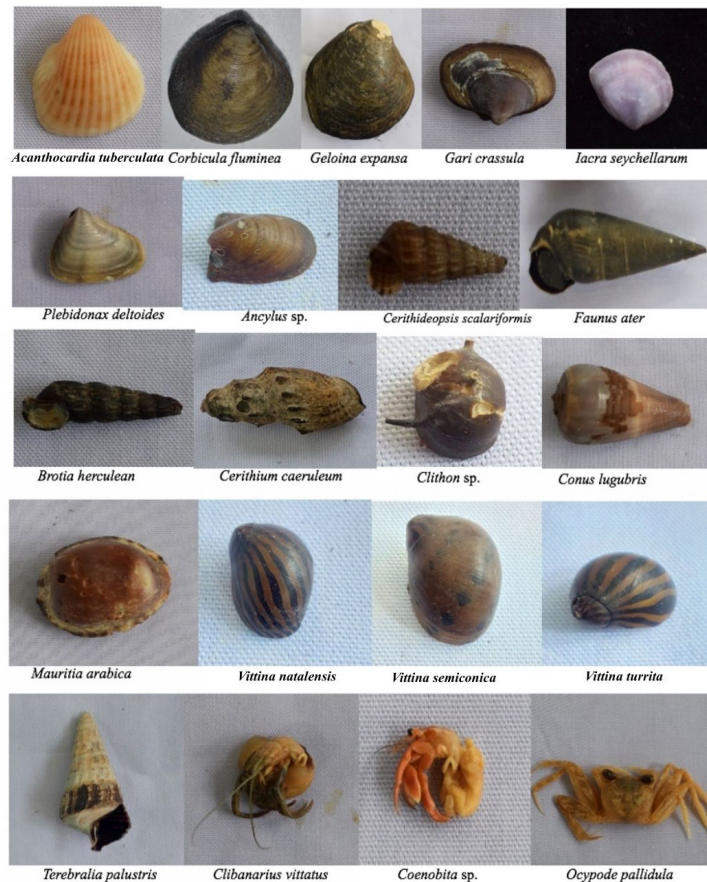 Acanthocardia tuberculata Corbicula fluminea Geloina expansa Gari crassula Iacra seychellarum
Plebidonax deltoides Ancylus sp. Cerithideopsis scalariformis Faunus ater
Brotia herculean Cerithium caeruleum Clithon sp. Conus lugubris
Mauritia arabica Vittina natalensis Vittina semiconica Vittina turrita
Terebralia palustris Clibanarius vittatus Coenobita sp. Ocypode pallidula